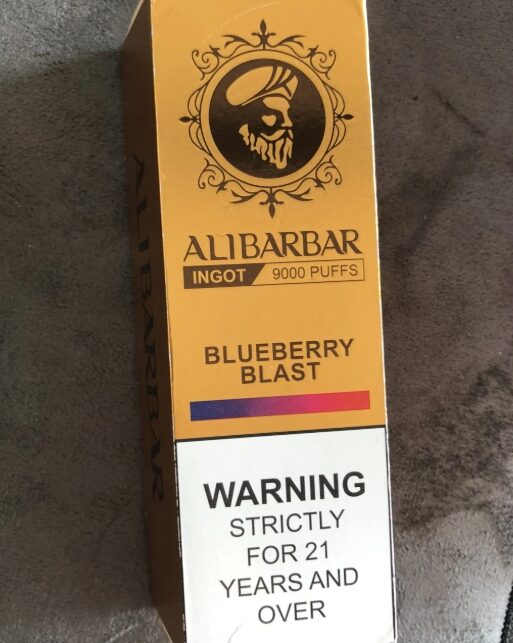 ALIBARBAR
INGOT 9000 PUFFS
BLUEBERRY
BLAST
WARNING
STRICTLY
FOR 21
YEARS AND
OVER
ALIBARBAR